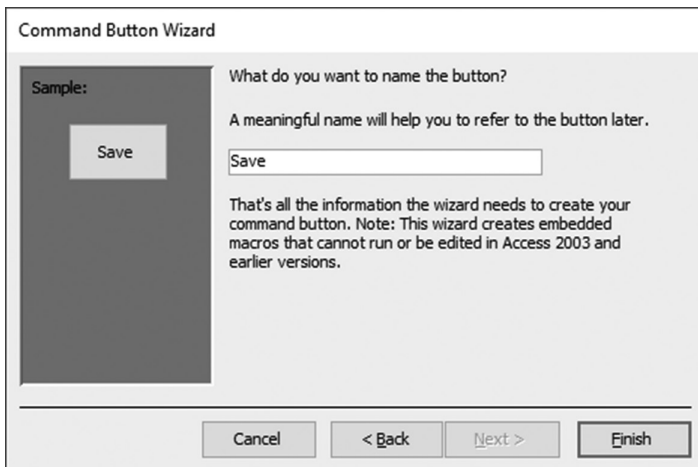 Command Button Wizard
Sample:
Save
What do you want to name the button?
A meaningful name will help you to refer to the button later.
Save
That's all the information the wizard needs to create your
command button. Note: This wizard creates embedded
macros that cannot run or be edited in Access 2003 and
earlier versions.
Cancel
< Back
Next >
Finish